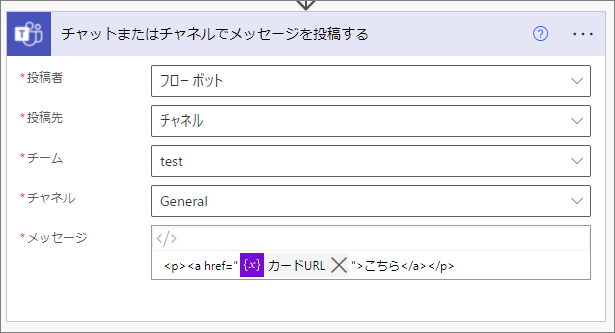 チャットまたはチャネルでメッセージを投稿する
*投稿者
フロー ボット
*投稿先
チャネル
*チーム
test
*チャネル
General
*メッセージ
</>
<p><a href="{x} カードURL ">こちら</a></p>